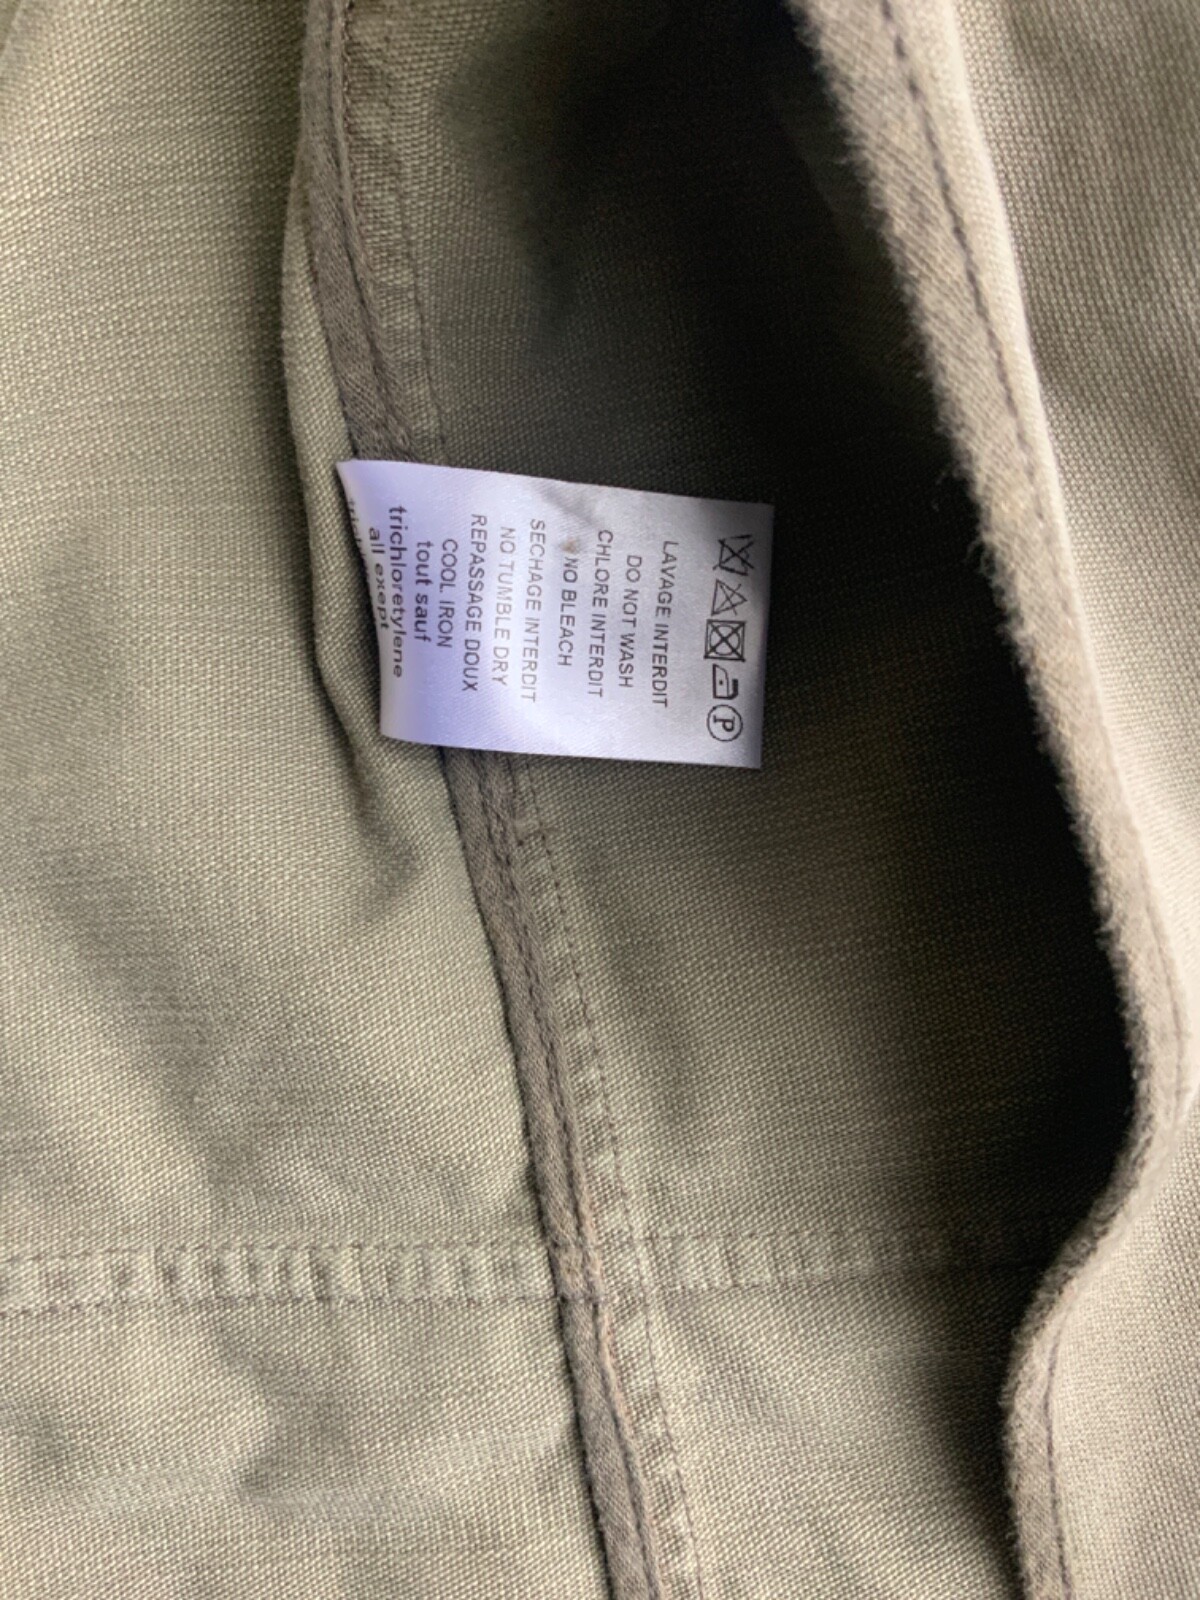 P
LAVAGE INTERDIT
DO NOT WASH
CHLORE INTERDIT
NO BLEACH
SECHAGE INTERDIT
NO TUMBLE DRY
REPASSAGE DOUX
COOL IRON
tout sauf
trichloretylene
all exept